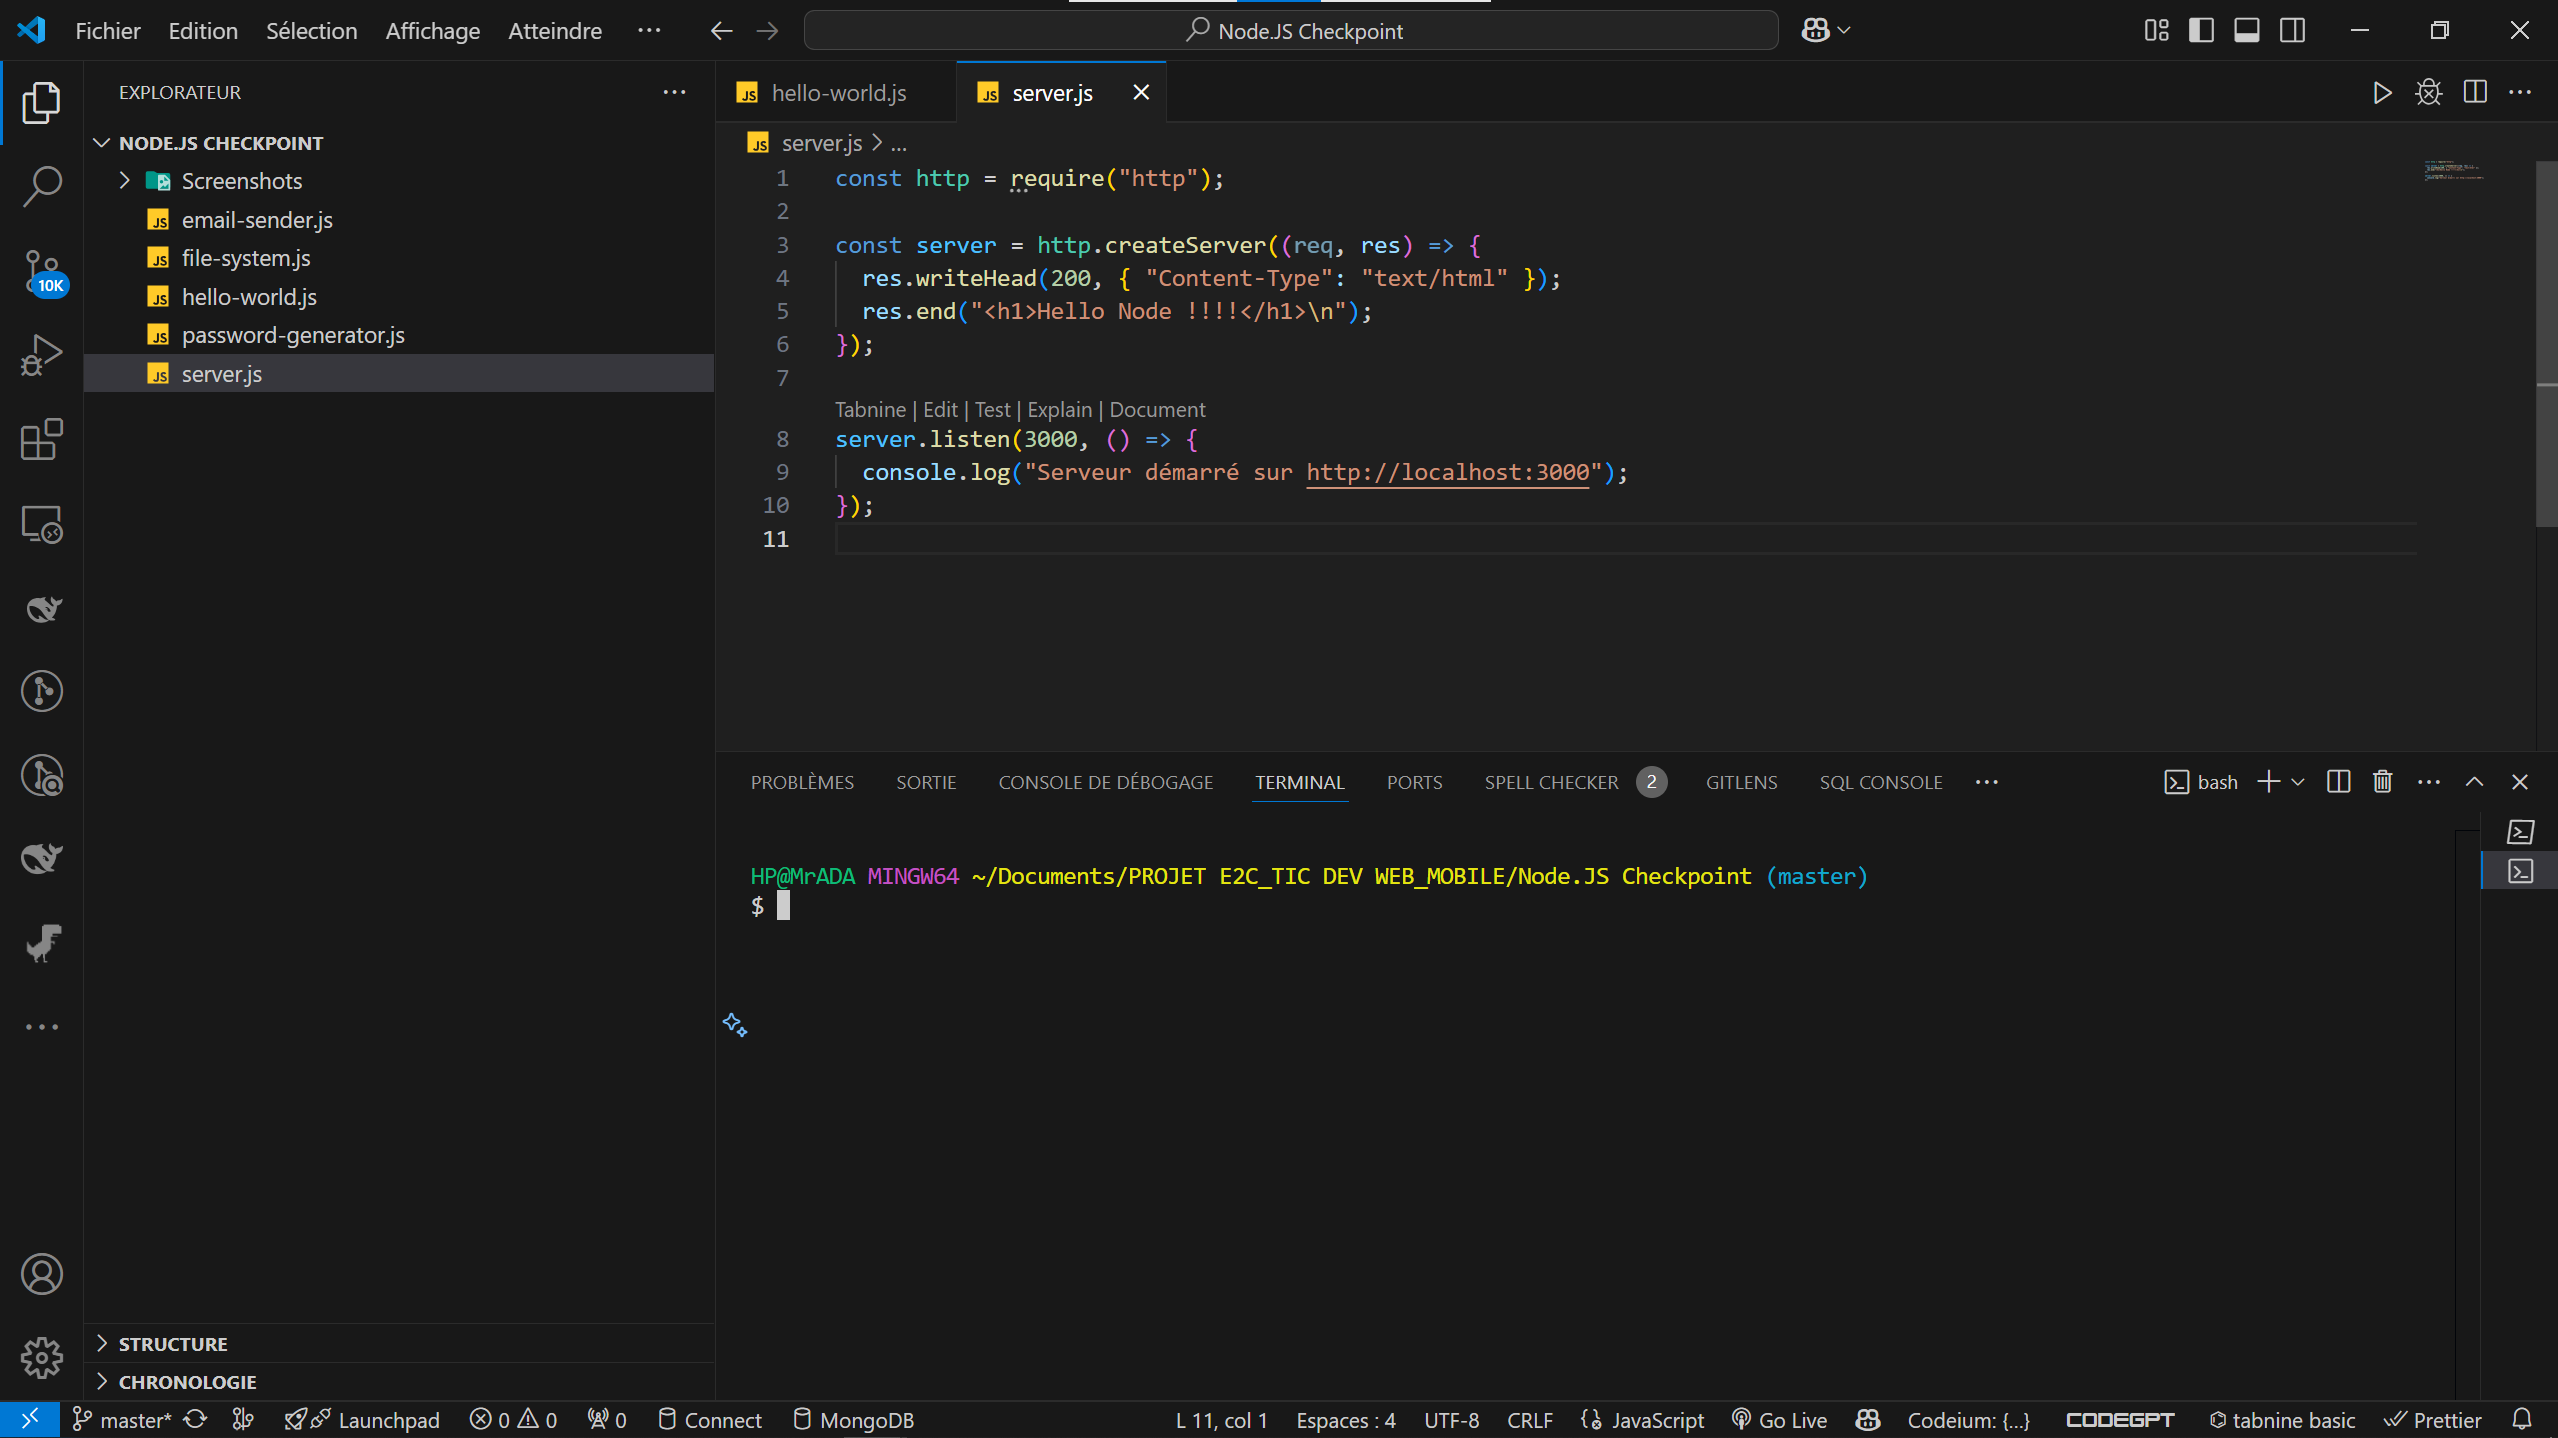 Fichier Edition Sélection Affichage Atteindre ··· Node.JS Checkpoint
EXPLORATEUR ···
NODE.JS CHECKPOINT
Screenshots
email-sender.js
file-system.js
hello-world.js
password-generator.js
server.js
10K
STRUCTURE
CHRONOLOGIE
hello-world.js server.js
server.js > ...
1 const http = require("http");
2
3 const server = http.createServer((req, res) => {
4 res.writeHead(200, { "Content-Type": "text/html" });
5 res.end("<h1>Hello Node !!!!</h1>\n");
6 });
7
Tabnine | Edit | Test | Explain | Document
8 server.listen(3000, () => {
9 console.log("Serveur démarré sur http://localhost:3000");
10 });
11
PROBLÈMES SORTIE CONSOLE DE DÉBOGAGE TERMINAL PORTS SPELL CHECKER 2 GITLENS SQL CONSOLE ··· bash
HP@MrADA MINGW64 ~/Documents/PROJET E2C_TIC DEV WEB_MOBILE/Node.JS Checkpoint (master)
$
master* Launchpad 0 0 0 Connect MongoDB L 11, col 1 Espaces : 4 UTF-8 CRLF JavaScript Go Live Codeium: {...} CODEGPT tabnine basic Prettier